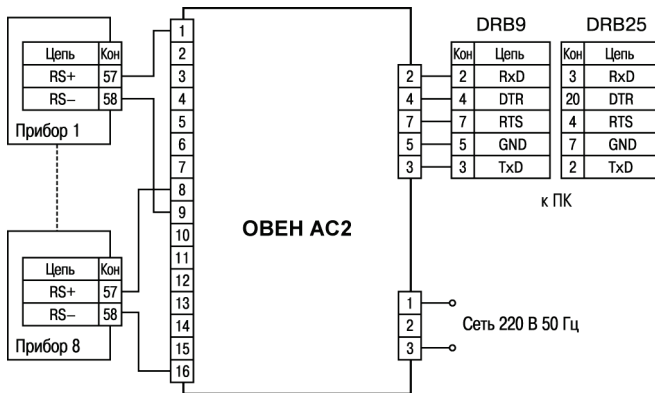 Цепь Кон
RS+ 57
RS− 58
Прибор 1
Цепь Кон
RS+ 57
RS− 58
Прибор 8
1
2
3
4
5
6
7
8
9
10
11
12
13
14
15
16
ОВЕН АС2
2
4
7
5
3
1
2
3
DRB9
Кон Цепь
2 RxD
4 DTR
7 RTS
5 GND
3 TxD
DRB25
Кон Цепь
3 RxD
20 DTR
4 RTS
7 GND
2 TxD
к ПК
Сеть 220 В 50 Гц